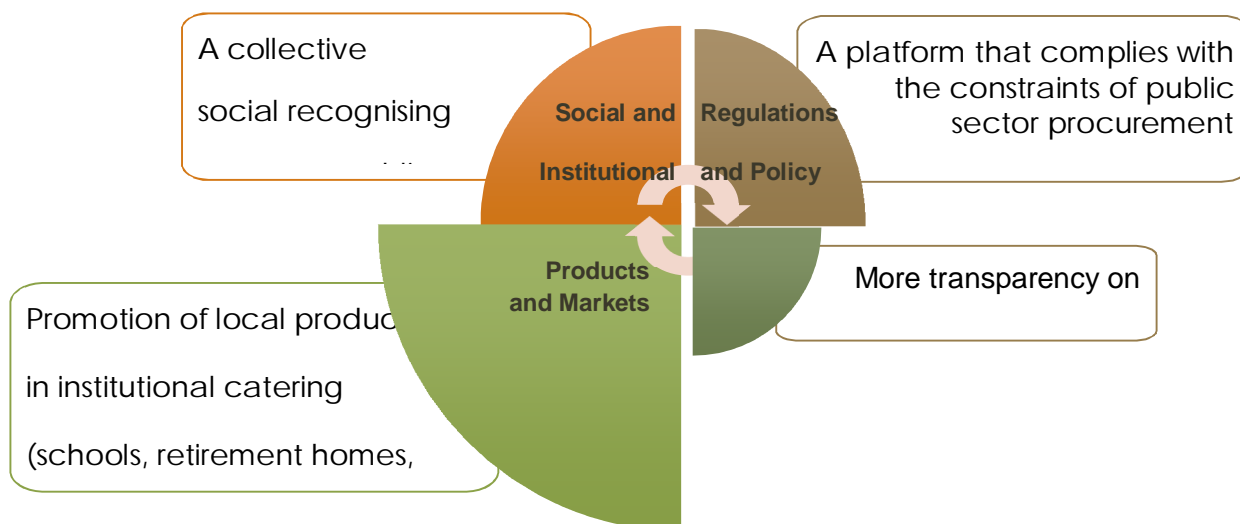 A collective
social recognising
A platform that complies with
the constraints of public
sector procurement
Social and
Institutional
Regulations
and Policy
Products
and Markets
More transparency on
Promotion of local
in institutional catering
(schools, retirement homes,